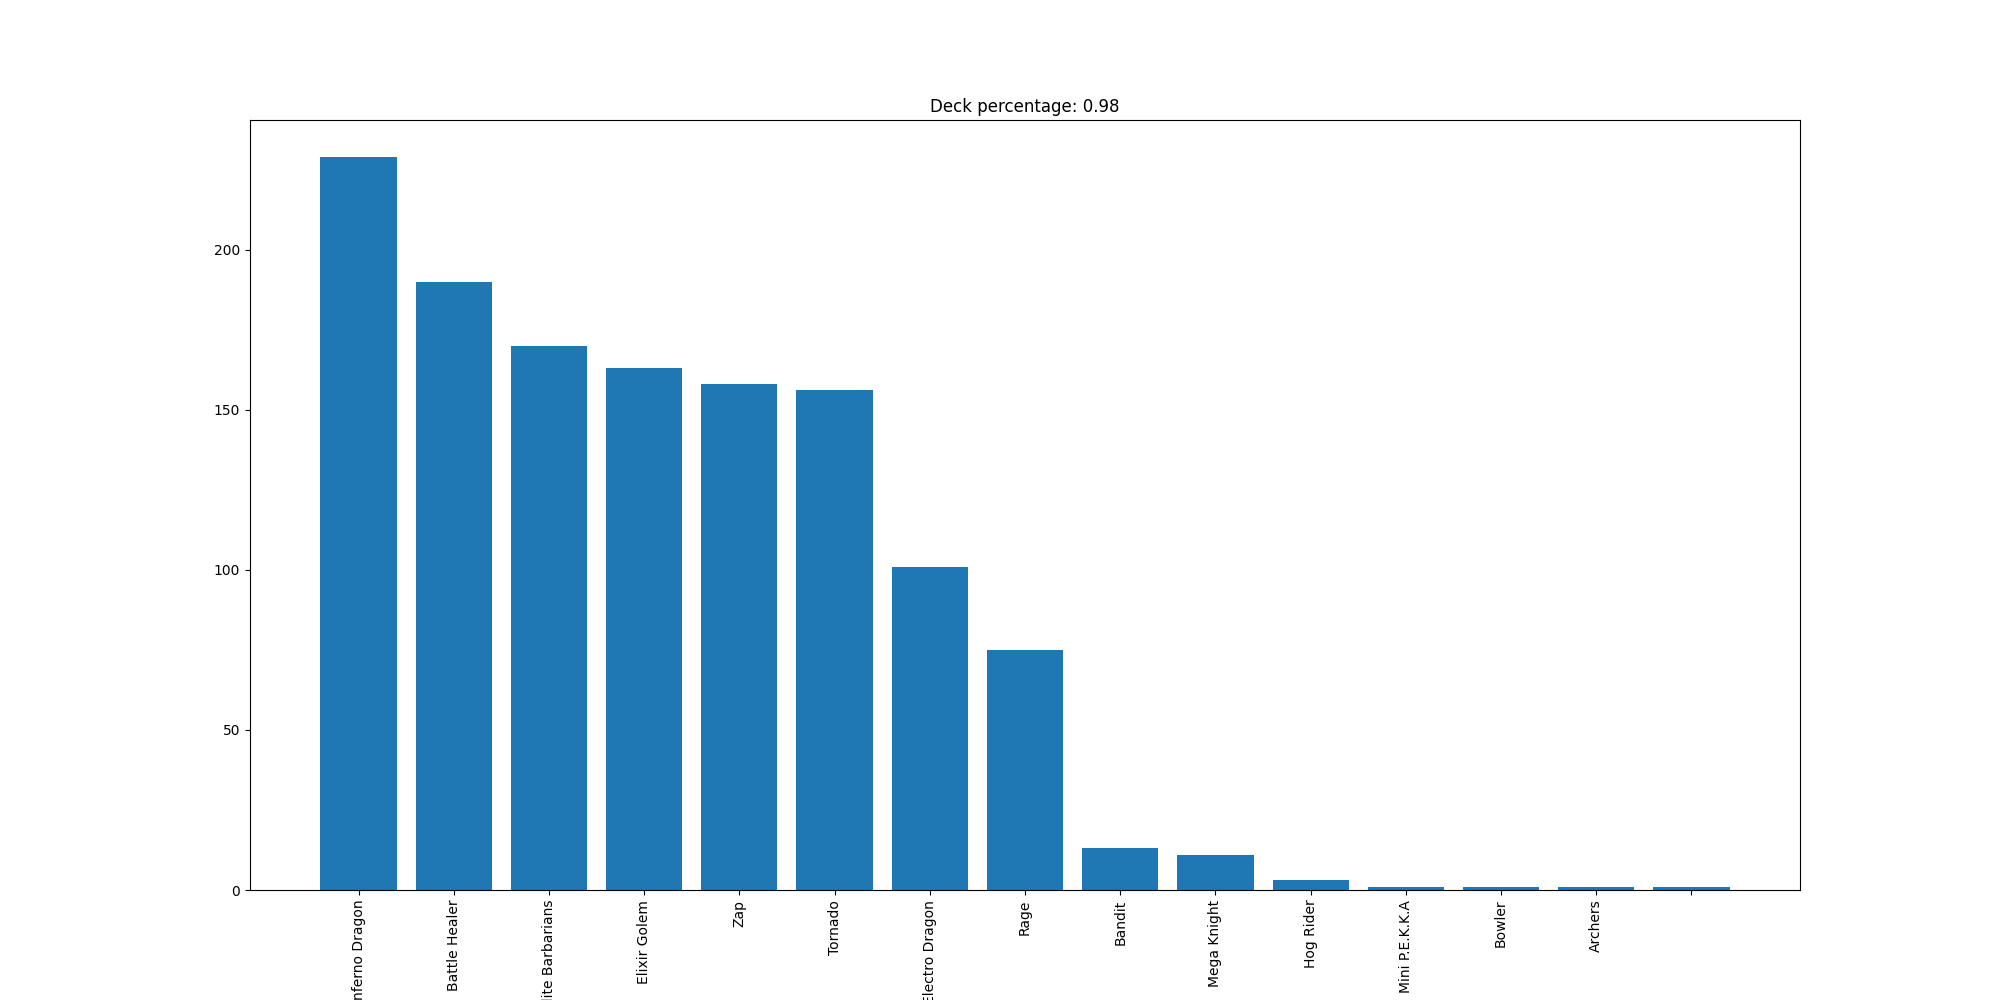 Deck percentage: 0.98
200
150
100
50
0
nferno Dragon
Battle Healer
lite Barbarians
Elixir Golem
Zap
Tornado
Electro Dragon
Rage
Bandit
Mega Knight
Hog Rider
Mini P.E.K.K.A
Bowler
Archers